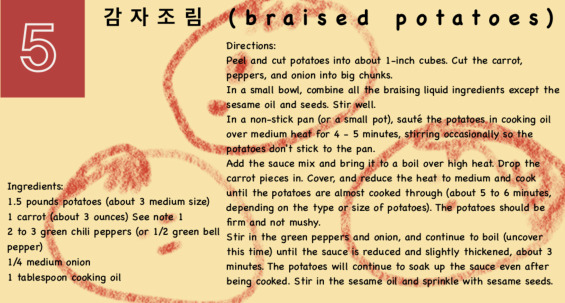 5
감자조림 (braised potatoes)
Directions:
Peel and cut potatoes into about 1-inch cubes. Cut the carrot,
peppers, and onion into big chunks.
In a small bowl, combine all the braising liquid ingredients except the
sesame oil and seeds. Stir well.
In a non-stick pan (or a small pot), sauté the potatoes in cooking oil
over medium heat for 4 - 5 minutes, stirring occasionally so the
potatoes don't stick to the pan.
Add the sauce mix and bring it to a boil over high heat. Drop the
carrot pieces in. Cover, and reduce the heat to medium and cook
until the potatoes are almost cooked through (about 5 to 6 minutes,
depending on the type or size of potatoes). The potatoes should be
firm and not mushy.
Stir in the green peppers and onion, and continue to boil (uncover
this time) until the sauce is reduced and slightly thickened, about 3
minutes. The potatoes will continue to soak up the sauce even after
being cooked. Stir in the sesame oil and sprinkle with sesame seeds.
Ingredients:
1.5 pounds potatoes (about 3 medium size)
1 carrot (about 3 ounces) See note 1
2 to 3 green chili peppers (or 1/2 green bell
pepper)
1/4 medium onion
1 tablespoon cooking oil